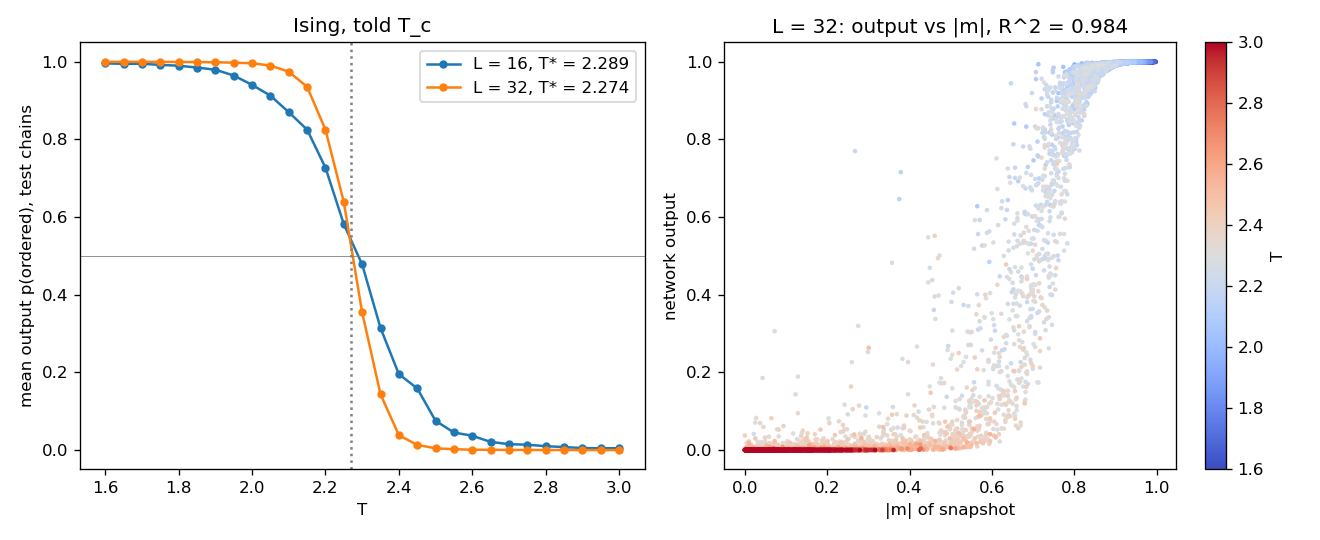 Ising, told T_c
mean output p(ordered), test chains
1.0
0.8
0.6
0.4
0.2
0.0
L = 16, T* = 2.289
L = 32, T* = 2.274
1.6 1.8 2.0 2.2 2.4 2.6 2.8 3.0
T
L = 32: output vs |m|, R^2 = 0.984
network output
1.0
0.8
0.6
0.4
0.2
0.0
0.0 0.2 0.4 0.6 0.8 1.0
|m| of snapshot
3.0
2.8
2.6
2.4
2.2
2.0
1.8
1.6
T